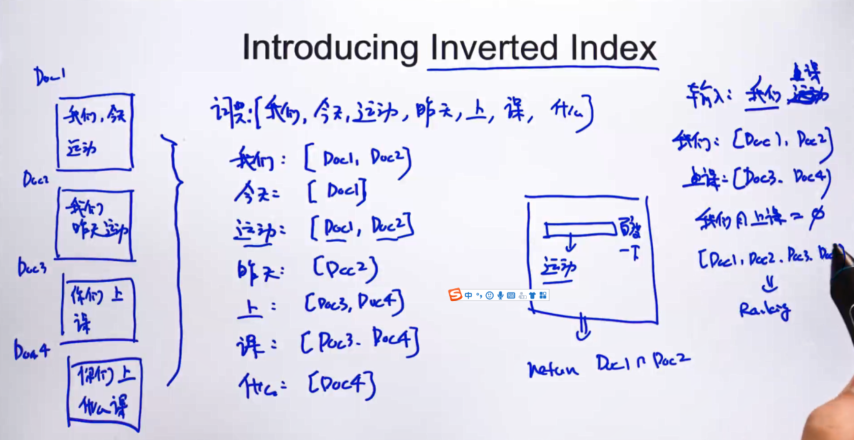 Introducing Inverted Index
Doc1
我们, 今天
运动
Doc2
我们
昨天运动
Doc3
你们上
课
Doc4
你们上
什么课
词典:[我们, 今天, 运动, 昨天, 上, 课, 什么]
我们: [Doc1, Doc2]
今天: [Doc1]
运动: [Doc1, Doc2]
昨天: [Doc2]
上: [Doc3, Doc4]
课: [Doc3, Doc4]
什么: [Doc4]
百度
一下
运动
return Doc1 ∩ Doc2
中
上课
输入: 我们 运动
我们: [Doc1, Doc2]
上课: [Doc3, Doc4]
我们∩上课 = ∅
[Doc1, Doc2, Doc3,
Ranking